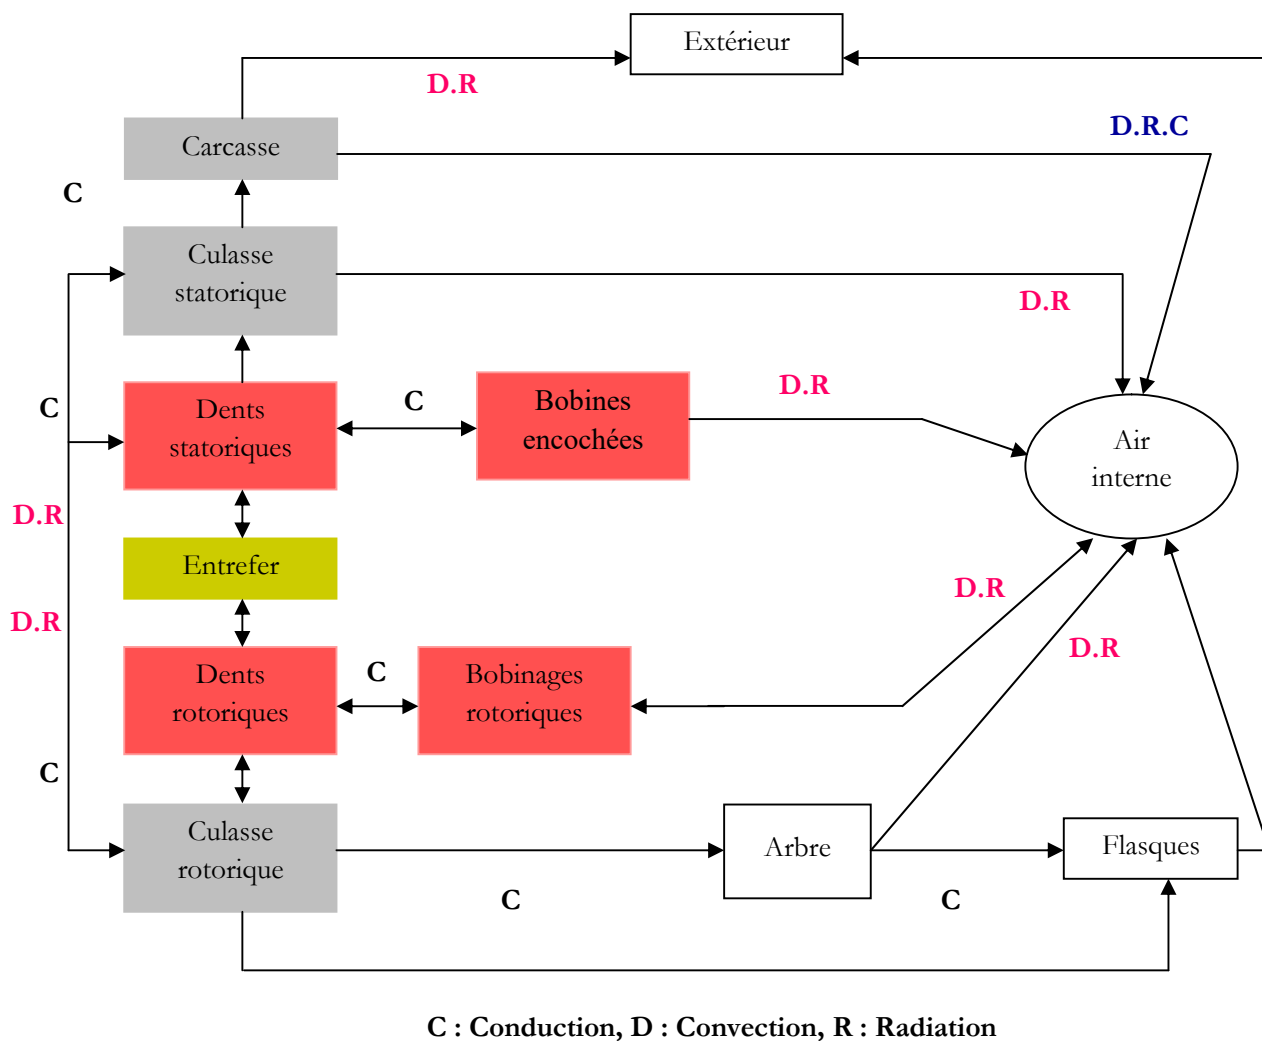 Extérieur
D.R
D.R.C
Carcasse
C
Culasse
statorique
D.R
D.R
C
C
Dents
statoriques
Bobines
encochées
Air
interne
D.R
Entrefer
D.R
D.R
D.R
C
Dents
rotoriques
Bobinages
rotoriques
C
Culasse
rotorique
Arbre
Flasques
C
C
C : Conduction, D : Convection, R : Radiation